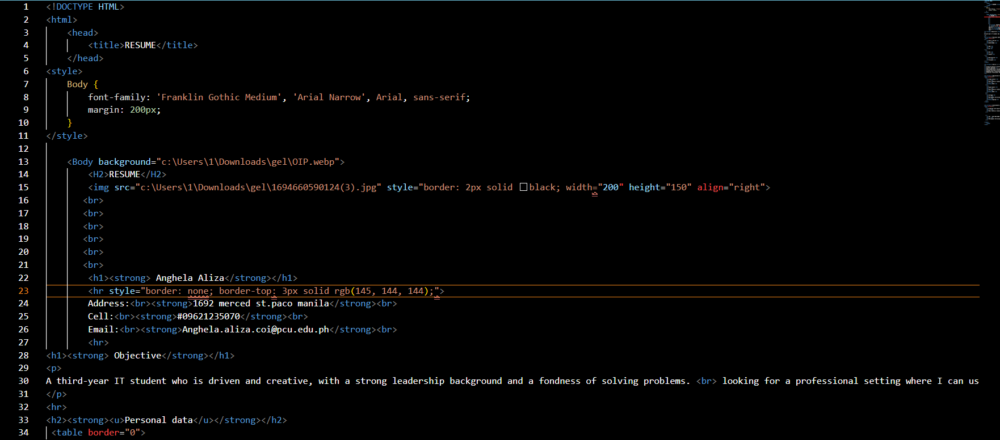 1 <!DOCTYPE HTML>
2 <html>
3 <head>
4 <title>RESUME</title>
5 </head>
6 <style>
7 Body {
8 font-family: 'Franklin Gothic Medium', 'Arial Narrow', Arial, sans-serif;
9 margin: 200px;
10 }
11 </style>
12
13 <Body background="c:\Users\1\Downloads\gel\OIP.webp">
14 <H2>RESUME</H2>
15 <img src="c:\Users\1\Downloads\gel\1694660590124(3).jpg" style="border: 2px solid black; width="200" height="150" align="right">
16 <br>
17 <br>
18 <br>
19 <br>
20 <br>
21 <br>
22 <h1><strong> Anghela Aliza</strong></h1>
23 <hr style="border: none; border-top: 3px solid rgb(145, 144, 144);">
24 Address:<br><strong>1692 merced st.paco manila</strong><br>
25 Cell:<br><strong>#09621235070</strong><br>
26 Email:<br><strong>Anghela.aliza.coi@pcu.edu.ph</strong><br>
27 <hr>
28 <h1><strong> Objective</strong></h1>
29 <p>
30 A third-year IT student who is driven and creative, with a strong leadership background and a fondness of solving problems. <br> looking for a professional setting where I can us
31 </p>
32 <hr>
33 <h2><strong><u>Personal data</u></strong></h2>
34 <table border="0">